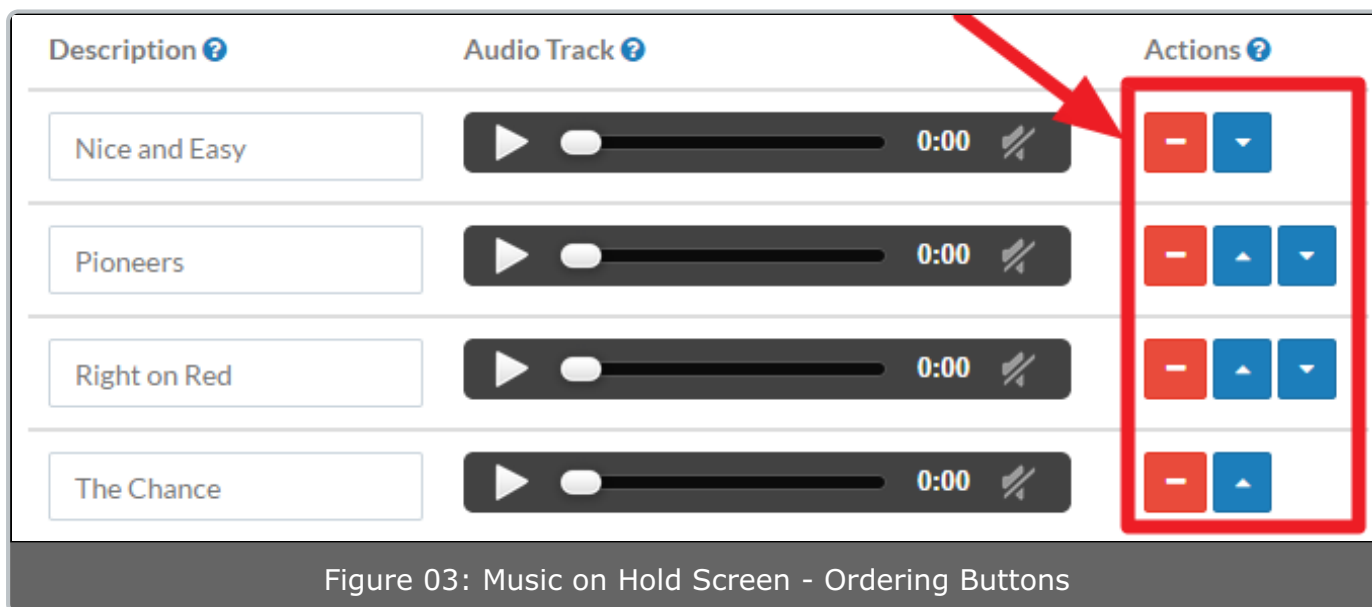 Description Audio Track Actions
Nice and Easy 0:00
Pioneers 0:00
Right on Red 0:00
The Chance 0:00
Figure 03: Music on Hold Screen - Ordering Buttons